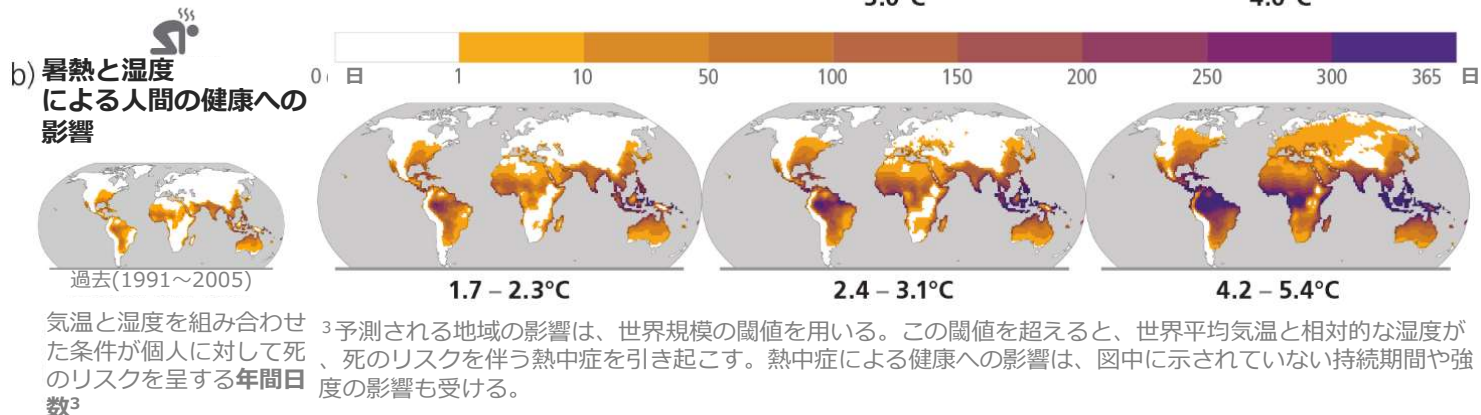 b) 暑熱と湿度
による人間の健康への
影響
0 日 1 10 50 100 150 200 250 300 365 日
過去(1991～2005)
1.7 – 2.3°C
2.4 – 3.1°C
4.2 – 5.4°C
気温と湿度を組み合わせ
た条件が個人に対して死
のリスクを呈する年間日
数3
3予測される地域の影響は、世界規模の閾値を用いる。この閾値を超えると、世界平均気温と相対的な湿度が
、死のリスクを伴う熱中症を引き起こす。熱中症による健康への影響は、図中に示されていない持続期間や強
度の影響も受ける。